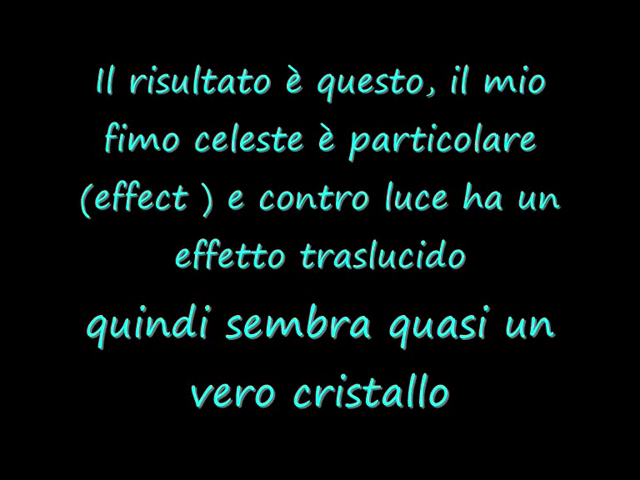 Il risultato è questo, il mio
fimo celeste è particolare
(effect ) e contro luce ha un
effetto traslucido
quindi sembra quasi un
vero cristallo